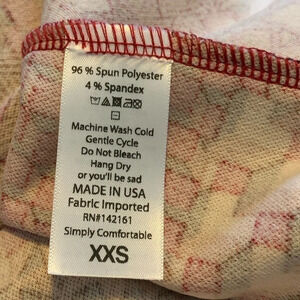 96 % Spun Polyester
4 % Spandex
Machine Wash Cold
Gentle Cycle
Do Not Bleach
Hang Dry
or you'll be sad
MADE IN USA
Fabric Imported
RN#142161
Simply Comfortable
XXS